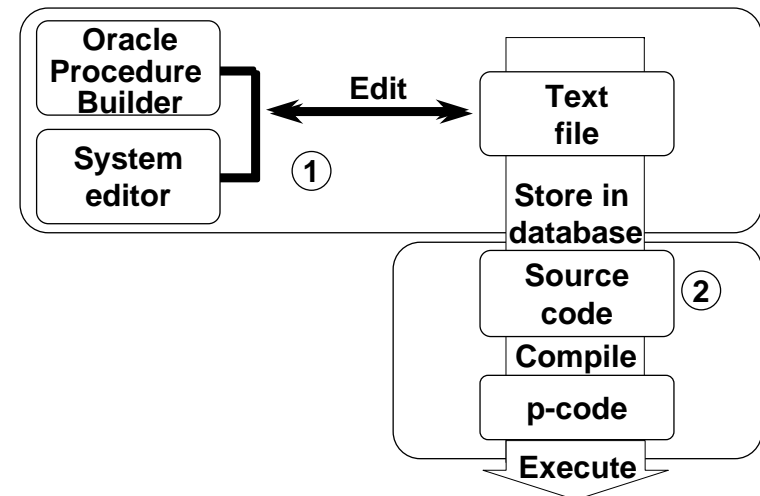 Oracle
Procedure
Builder
System
editor
Edit
1
Text
file
Store in
database
Source
code
2
Compile
p-code
Execute